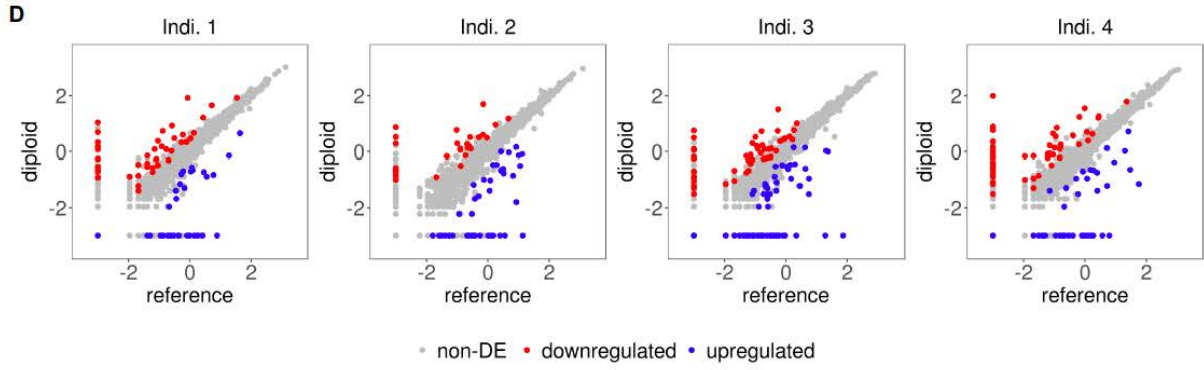 D
Indi. 1
Indi. 2
Indi. 3
Indi. 4
diploid
2
0
-2
-2
0
2
reference
diploid
2
0
-2
-2
0
2
reference
diploid
2
0
-2
-2
0
2
reference
diploid
2
0
-2
-2
0
2
reference
non-DE
downregulated
upregulated